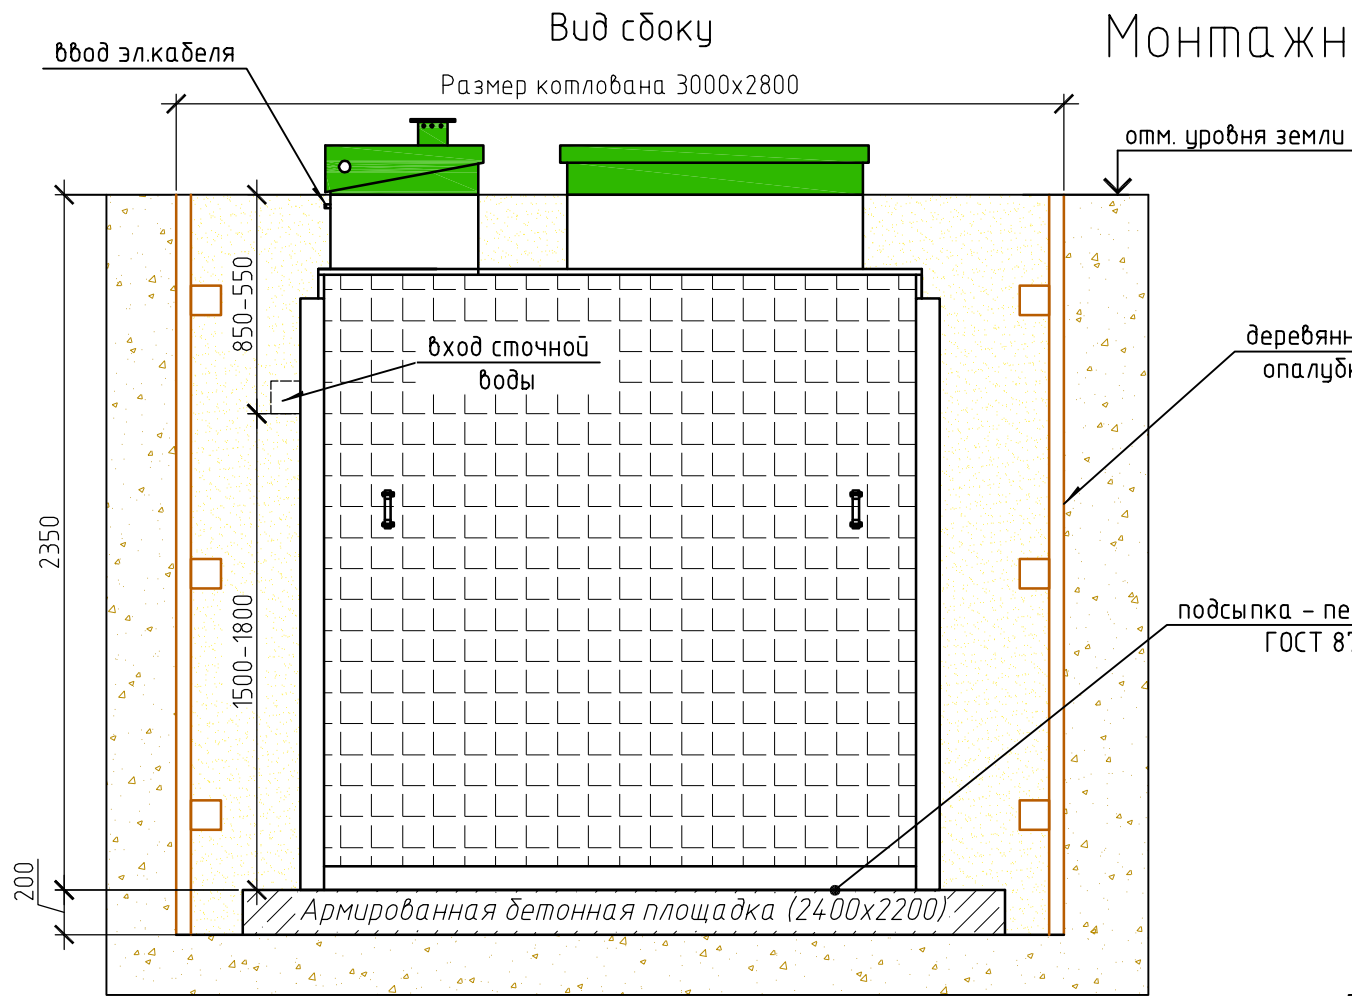 Вид сбоку
Монтажн
ввод эл.кабеля
Размер котлована 3000х2800
отм. уровня земли
850-550
вход сточной
воды
деревянн
опалубк
2350
1500-1800
подсыпка - пе
ГОСТ 87
200
Армированная бетонная площадка (2400х2200)